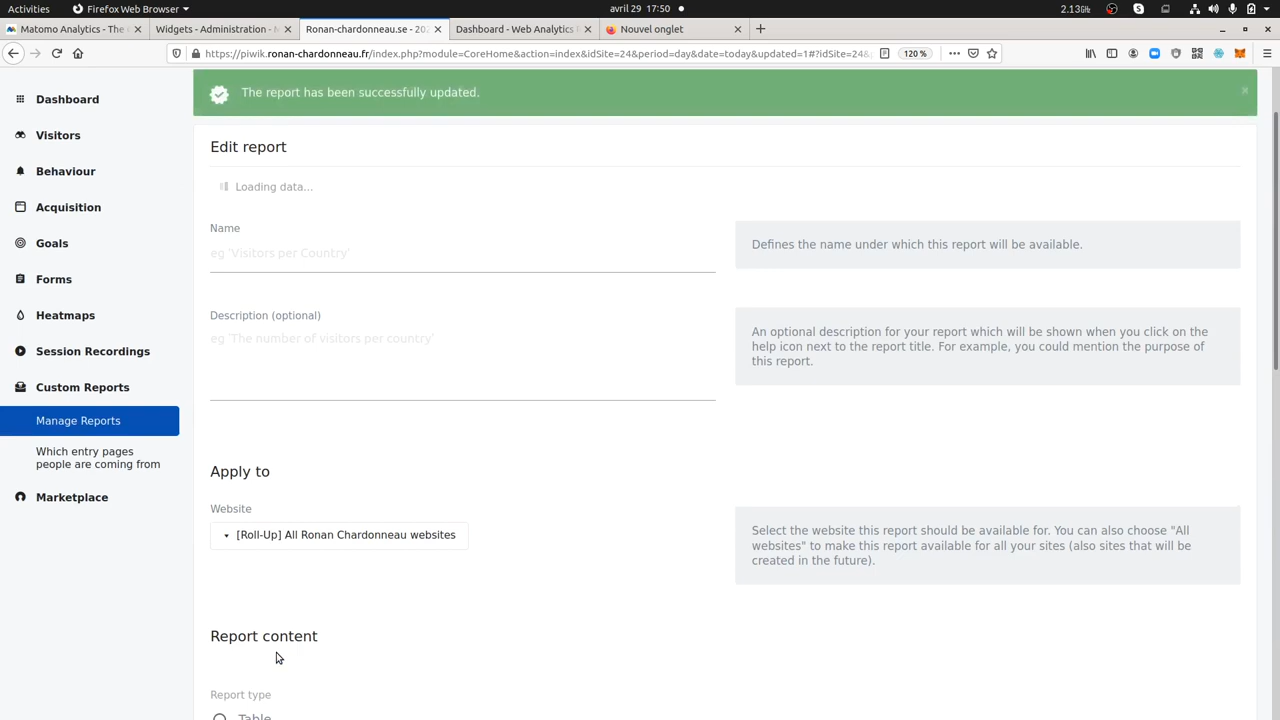 Activities
Firefox Web Browser
avril 29 17:50
2.13GHz
Matomo Analytics - The
Widgets - Administration - M
Ronan-chardonneau.se - 202
Dashboard - Web Analytics
Nouvel onglet
https://piwik.ronan-chardonneau.fr/index.php?module=CoreHome&action=index&idSite=24&period=day&date=today&updated=1#?idSite=24&
120 %
Dashboard
Visitors
Behaviour
Acquisition
Goals
Forms
Heatmaps
Session Recordings
Custom Reports
Manage Reports
Which entry pages
people are coming from
Marketplace
The report has been successfully updated.
Edit report
Loading data...
Name
eg 'Visitors per Country'
Defines the name under which this report will be available.
Description (optional)
eg 'The number of visitors per country'
An optional description for your report which will be shown when you click on the
help icon next to the report title. For example, you could mention the purpose of
this report.
Apply to
Website
[Roll-Up] All Ronan Chardonneau websites
Select the website this report should be available for. You can also choose "All
websites" to make this report available for all your sites (also sites that will be
created in the future).
Report content
Report type
Table